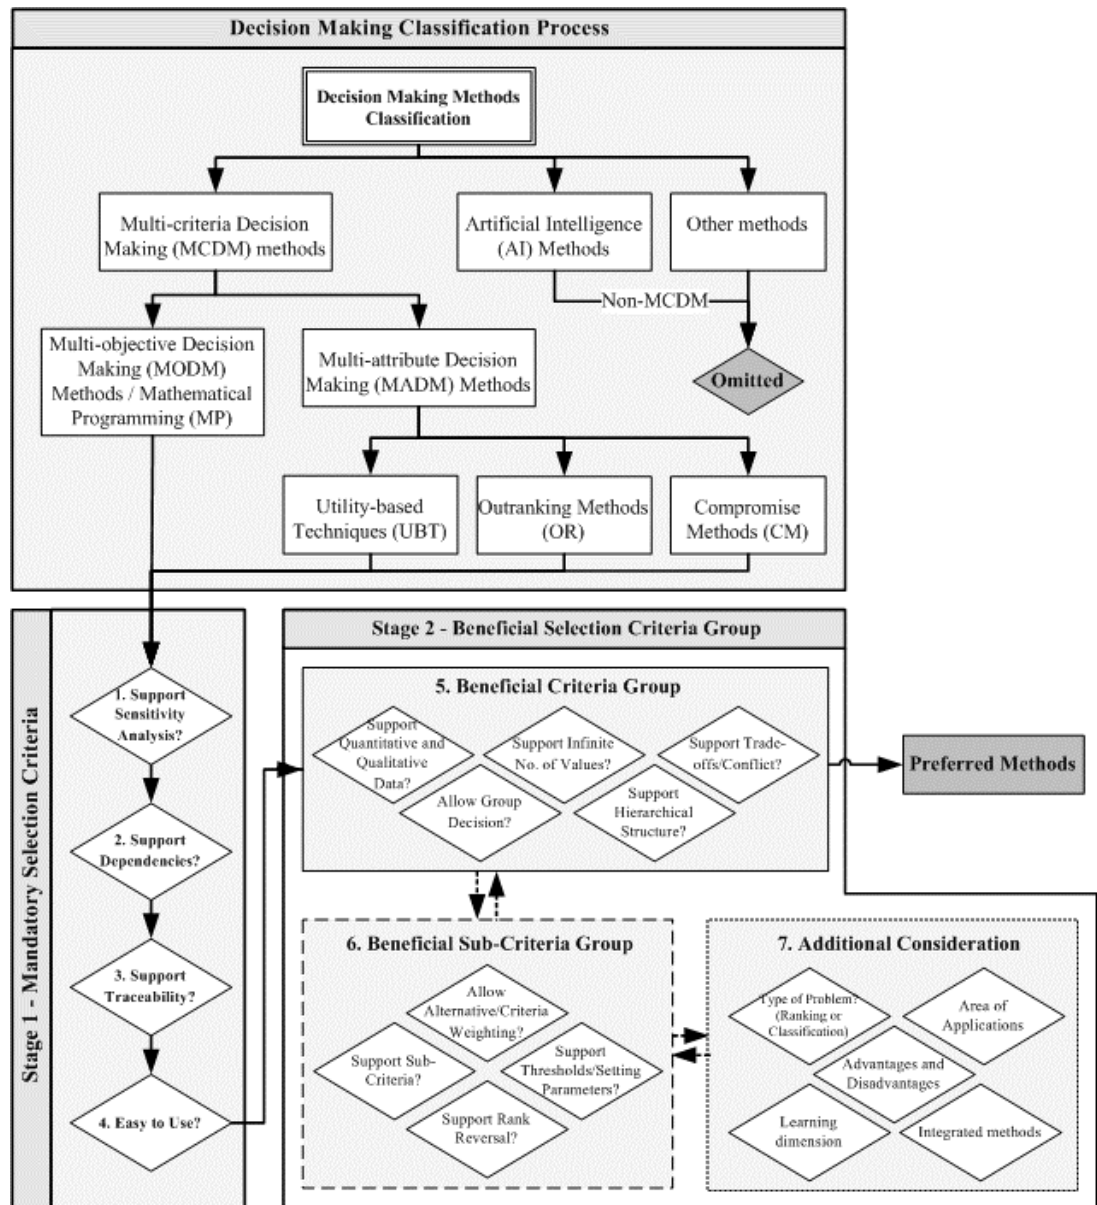 Decision Making Classification Process
Decision Making Methods
Classification
Multi-criteria Decision
Making (MCDM) methods
Artificial Intelligence
(AI) Methods
Other methods
Non-MCDM
Multi-objective Decision
Making (MODM)
Methods / Mathematical
Programming (MP)
Multi-attribute Decision
Making (MADM) Methods
Omitted
Utility-based
Techniques (UBT)
Outranking Methods
(OR)
Compromise
Methods (CM)
Stage 1 - Mandatory Selection Criteria
1. Support
Sensitivity
Analysis?
2. Support
Dependencies?
3. Support
Traceability?
4. Easy to Use?
Stage 2 - Beneficial Selection Criteria Group
5. Beneficial Criteria Group
Support
Quantitative and
Qualitative
Data?
Support Infinite
No. of Values?
Support Trade-
offs/Conflict?
Allow Group
Decision?
Support
Hierarchical
Structure?
Preferred Methods
6. Beneficial Sub-Criteria Group
Allow
Alternative/Criteria
Weighting?
Support Sub-
Criteria?
Support
Thresholds/Setting
Parameters?
Support Rank
Reversal?
7. Additional Consideration
Type of Problem?
(Ranking or
Classification)
Area of
Applications
Advantages and
Disadvantages
Learning
dimension
Integrated methods